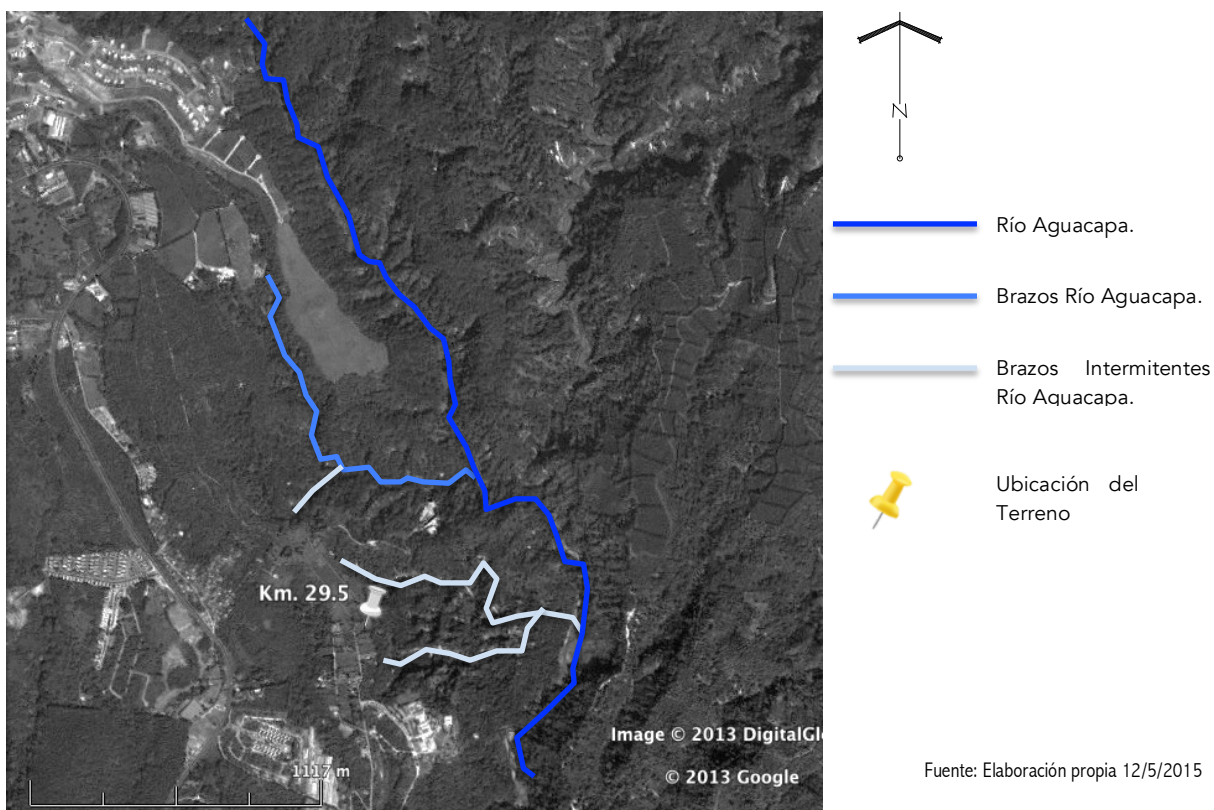 N
Río Aguacapa.
Brazos Río Aguacapa.
Brazos Intermitentes
Río Aguacapa.
Ubicación del
Terreno
Km. 29.5
Image © 2013 DigitalGl
© 2013 Google
1117 m
Fuente: Elaboración propia 12/5/2015